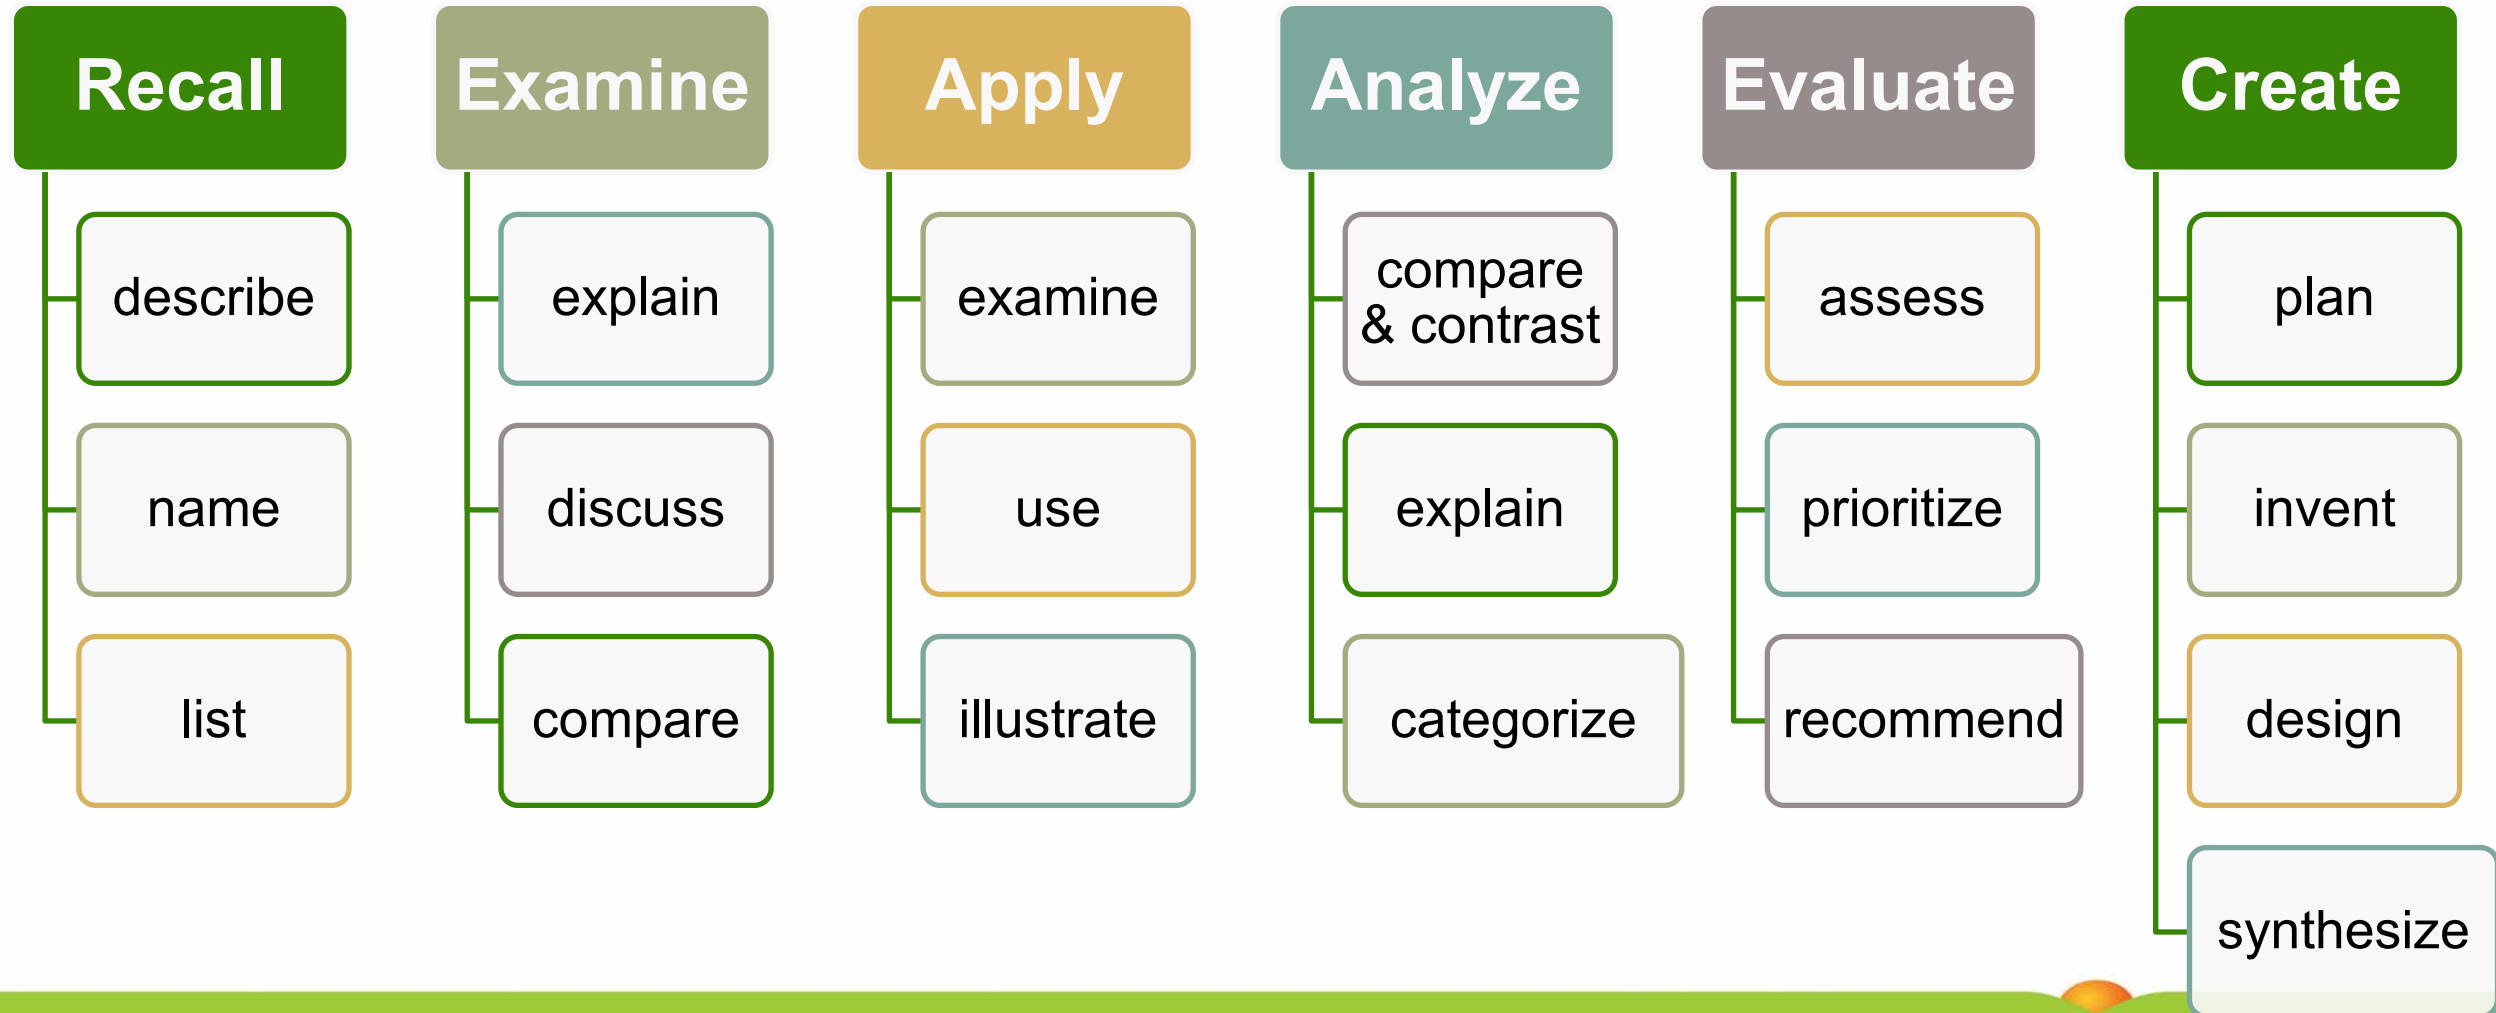 Recall
describe
name
list
Examine
explain
discuss
compare
Apply
examine
use
illustrate
Analyze
compare
& contrast
explain
categorize
Evaluate
assess
prioritize
recommend
Create
plan
invent
design
synthesize